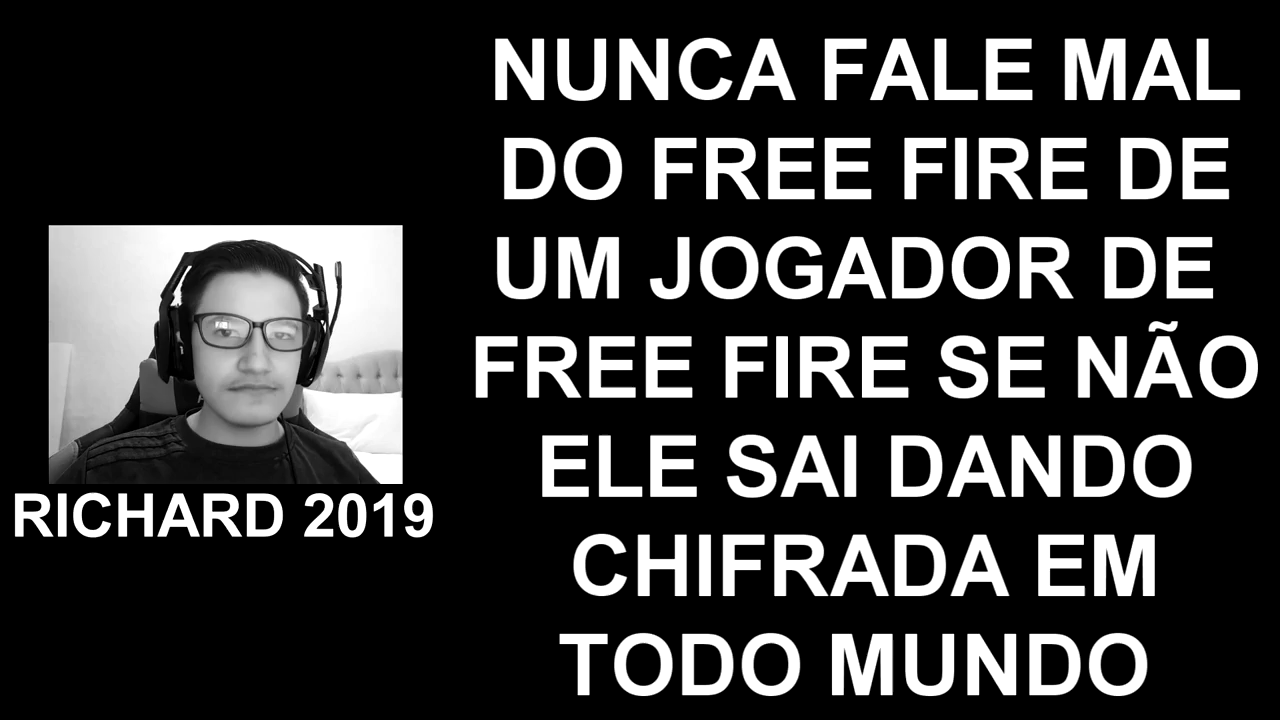 NUNCA FALE MAL
DO FREE FIRE DE
UM JOGADOR DE
FREE FIRE SE NÃO
ELE SAI DANDO
CHIFRADA EM
TODO MUNDO
RICHARD 2019